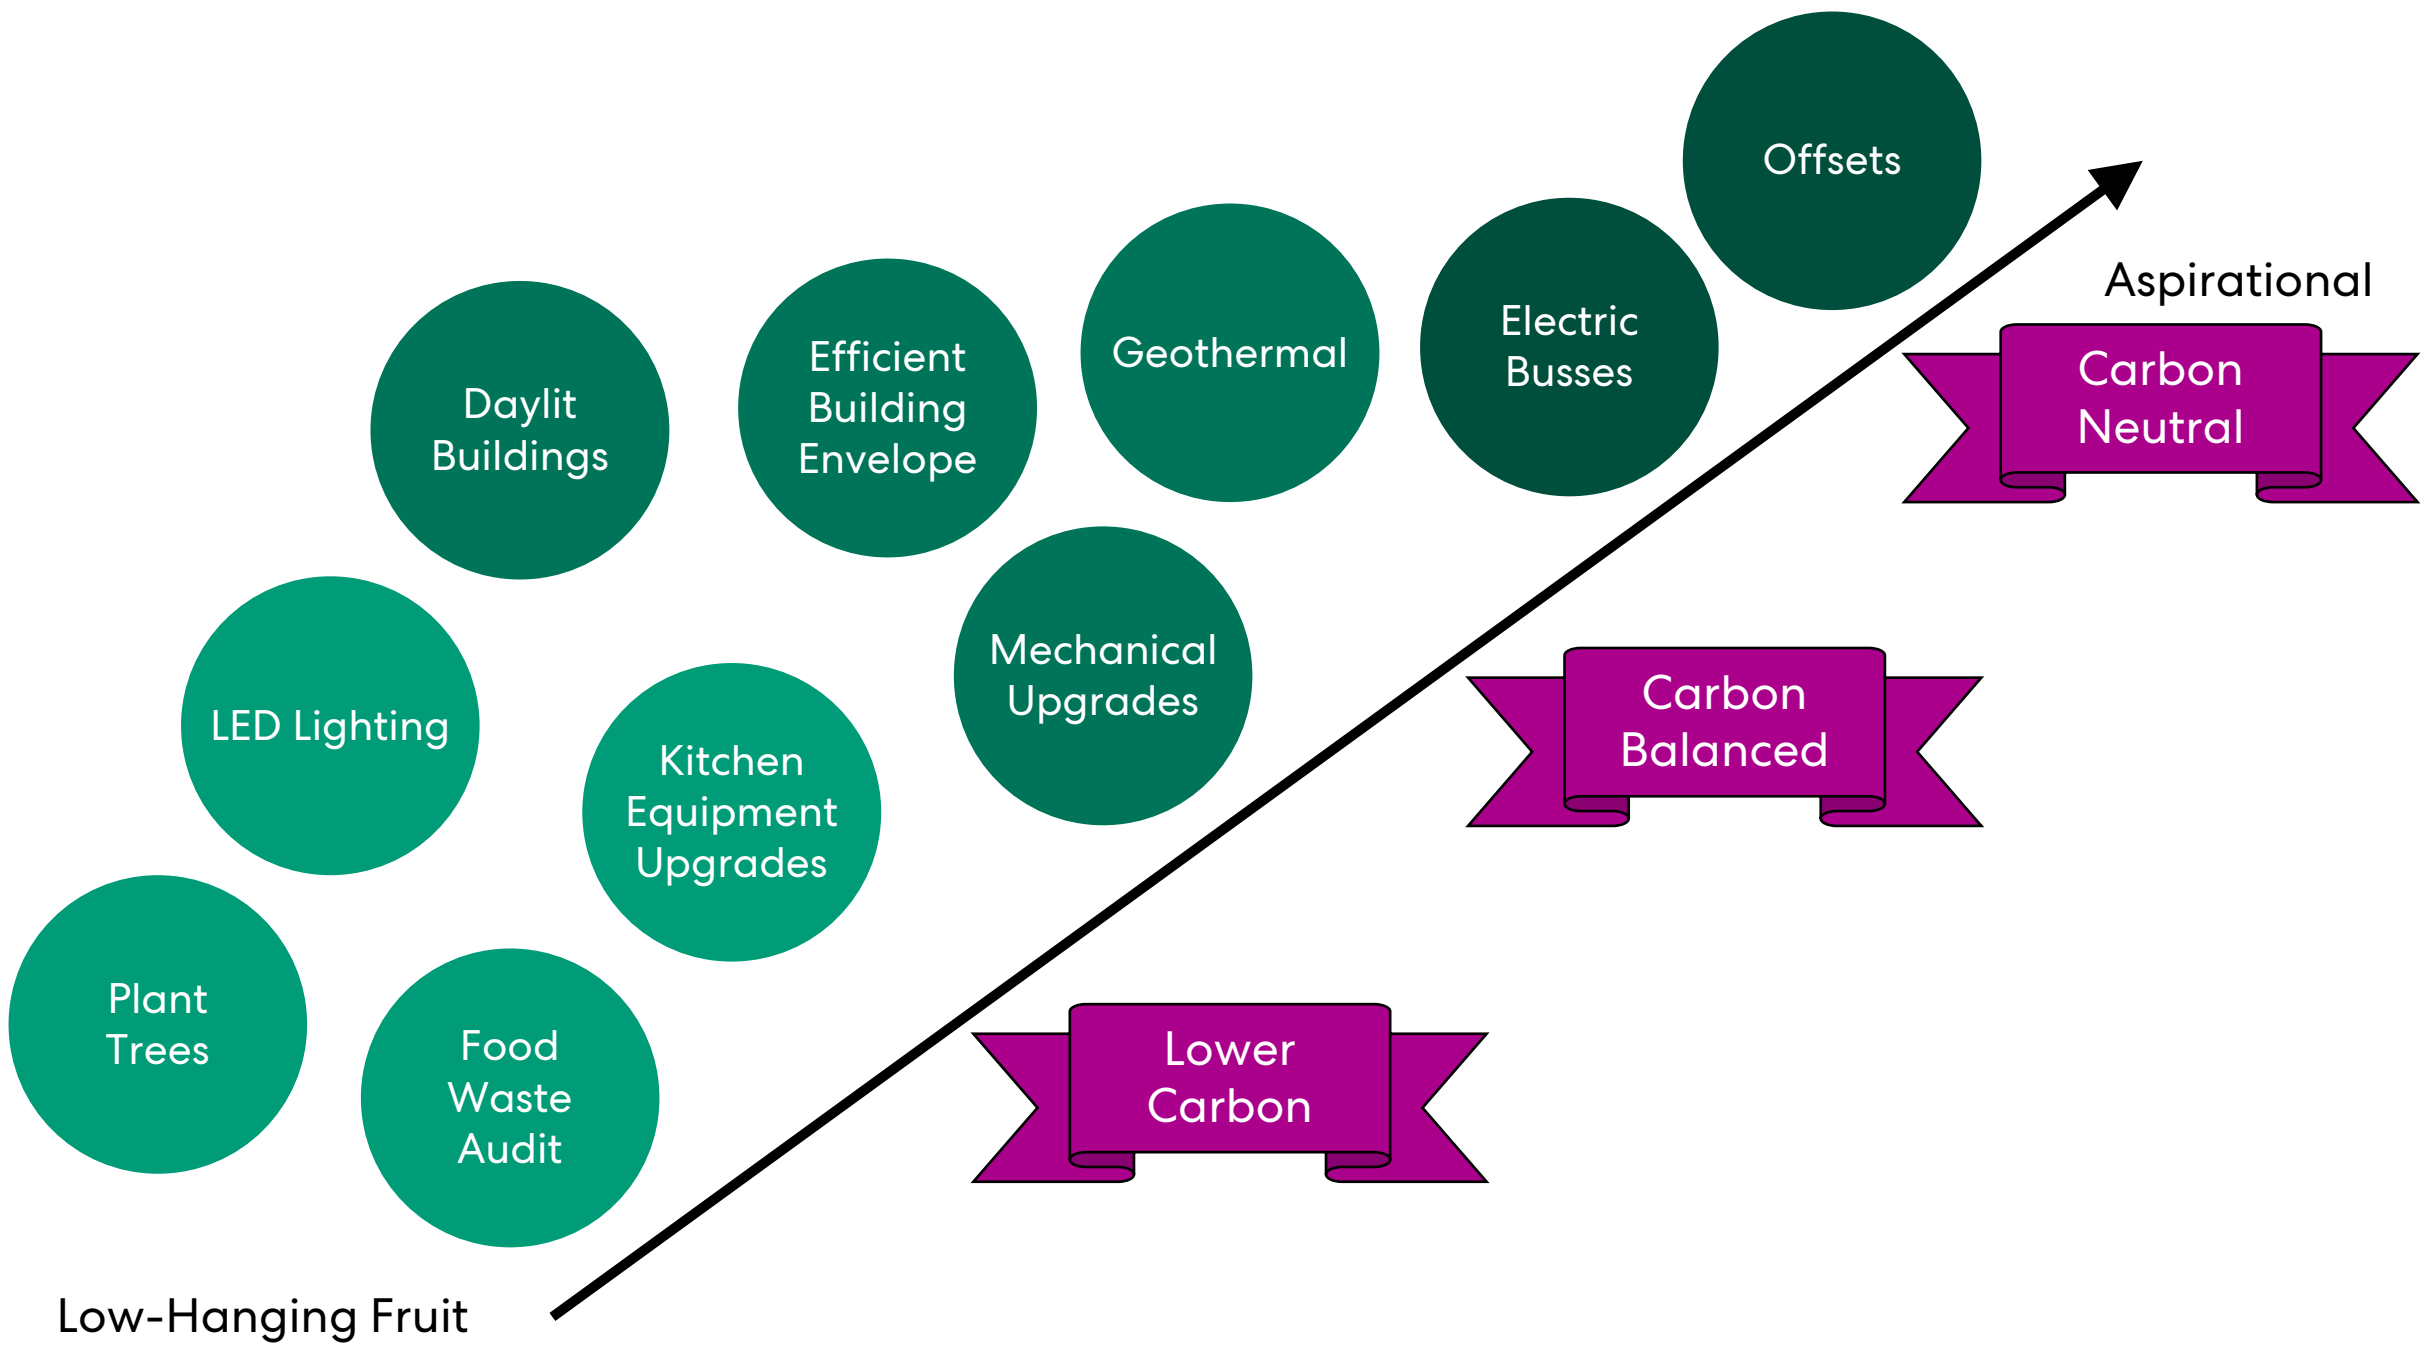 Offsets
Electric
Busses
Geothermal
Efficient
Building
Envelope
Daylit
Buildings
Mechanical
Upgrades
LED Lighting
Kitchen
Equipment
Upgrades
Plant
Trees
Food
Waste
Audit
Low-Hanging Fruit
Aspirational
Carbon
Neutral
Carbon
Balanced
Lower
Carbon